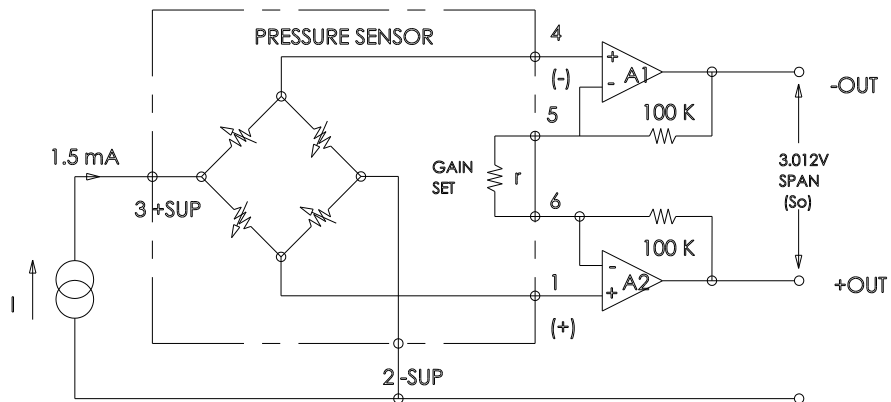 PRESSURE SENSOR
4
(-)
+
-
A1
-OUT
5
100 K
1.5 mA
GAIN
SET
r
3.012V
SPAN
(So)
3 +SUP
6
100 K
-
+
A2
1
(+)
+OUT
I
2 -SUP